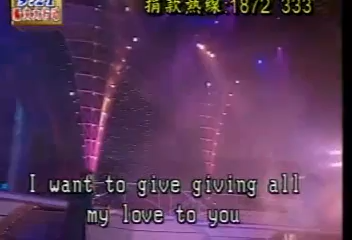 捐款熱線:1872 333
I want to give giving all
my love to you